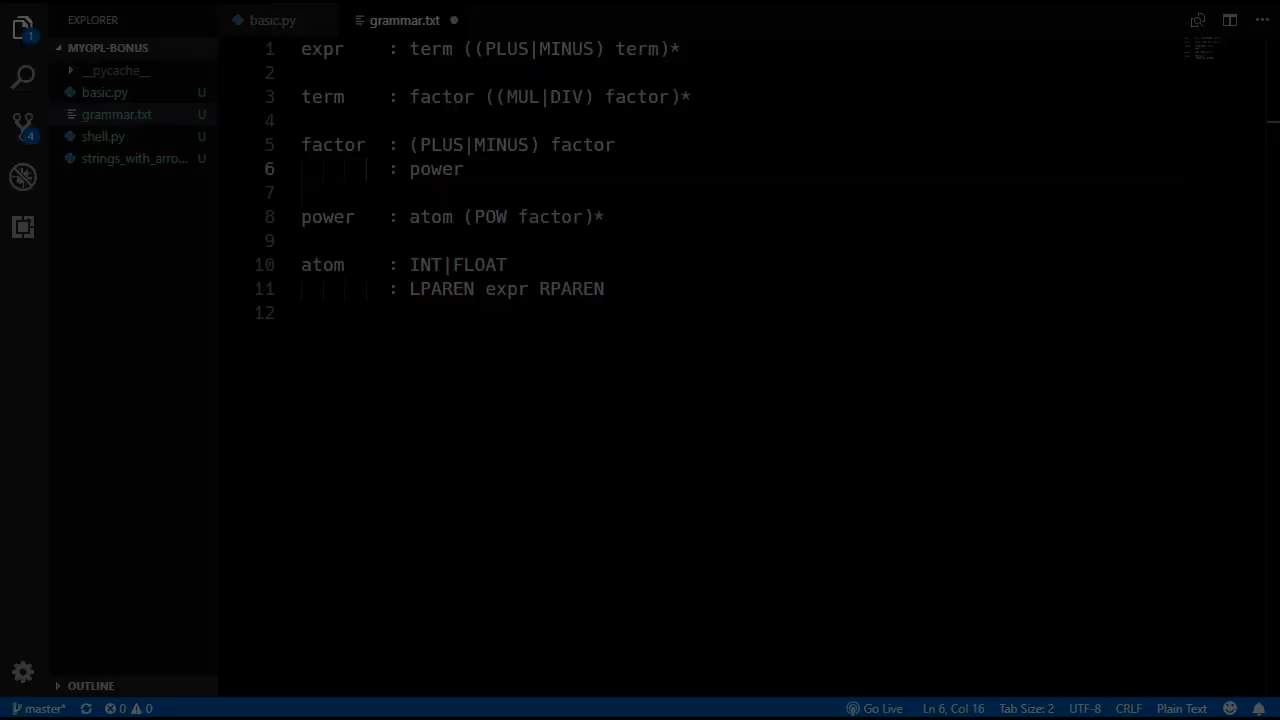 EXPLORER
basic.py
grammar.txt
MYOPL-BONUS
__pycache__
basic.py U
grammar.txt U
shell.py U
strings_with_arro... U
1
4
1 expr : term ((PLUS|MINUS) term)*
2
3 term : factor ((MUL|DIV) factor)*
4
5 factor : (PLUS|MINUS) factor
6 : power
7
8 power : atom (POW factor)*
9
10 atom : INT|FLOAT
11 : LPAREN expr RPAREN
12
OUTLINE
master* 0 0 Go Live Ln 6, Col 16 Tab Size: 2 UTF-8 CRLF Plain Text